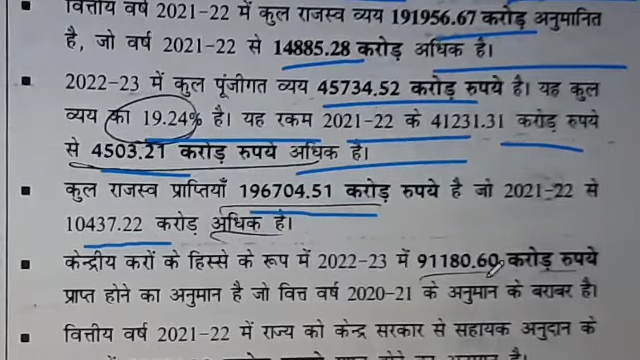 वित्तीय वर्ष 2021-22 में कुल राजस्व व्यय 191956.67 करोड़ अनुमानित
है, जो वर्ष 2021-22 से 14885.28 करोड़ अधिक है।
2022-23 में कुल पूंजीगत व्यय 45734.52 करोड़ रुपये है। यह कुल
व्यय का 19.24% है। यह रकम 2021-22 के 41231.31 करोड़ रुपये
से 4503.21 करोड़ रुपये अधिक है।
कुल राजस्व प्राप्तियाँ 196704.51 करोड़ रुपये है जो 2021-22 से
10437.22 करोड़ अधिक है।
केन्द्रीय करों के हिस्से के रूप में 2022-23 में 91180.60 करोड़ रुपये
प्राप्त होने का अनुमान है जो वित्त वर्ष 2020-21 के अनुमान के बराबर है।
वित्तीय वर्ष 2021-22 में राज्य को केन्द्र सरकार से सहायक अनुदान के